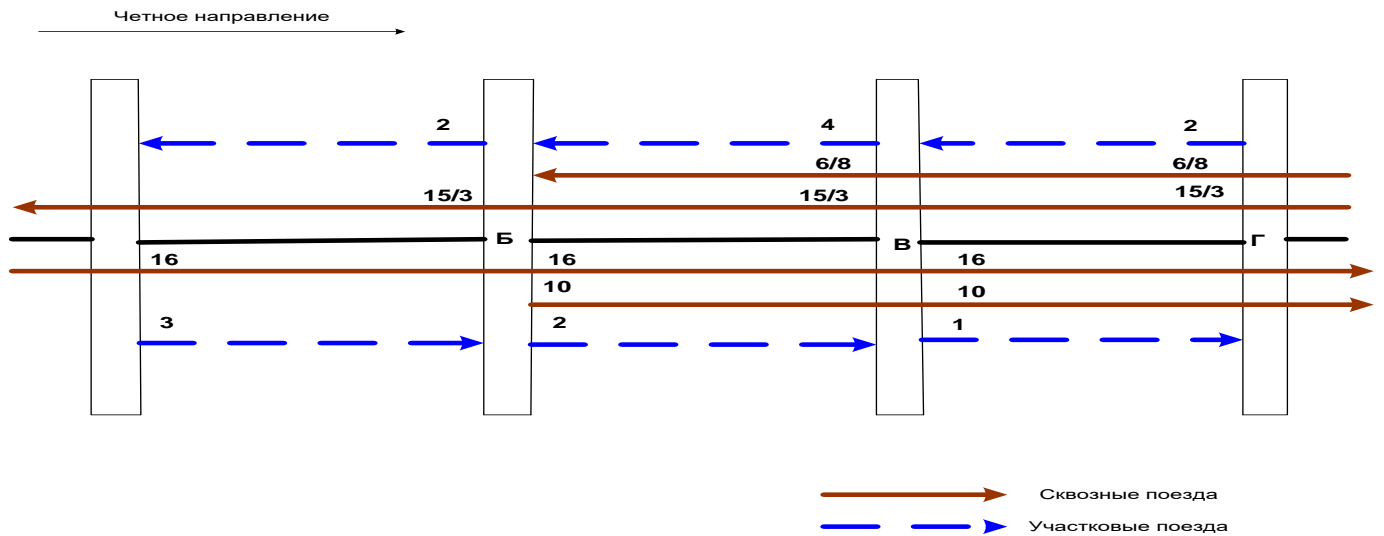 Четное направление
2 4 2
6/8 6/8
15/3 15/3 15/3
Б В Г
16 16 16
10 10
3 2 1
Сквозные поезда
Участковые поезда